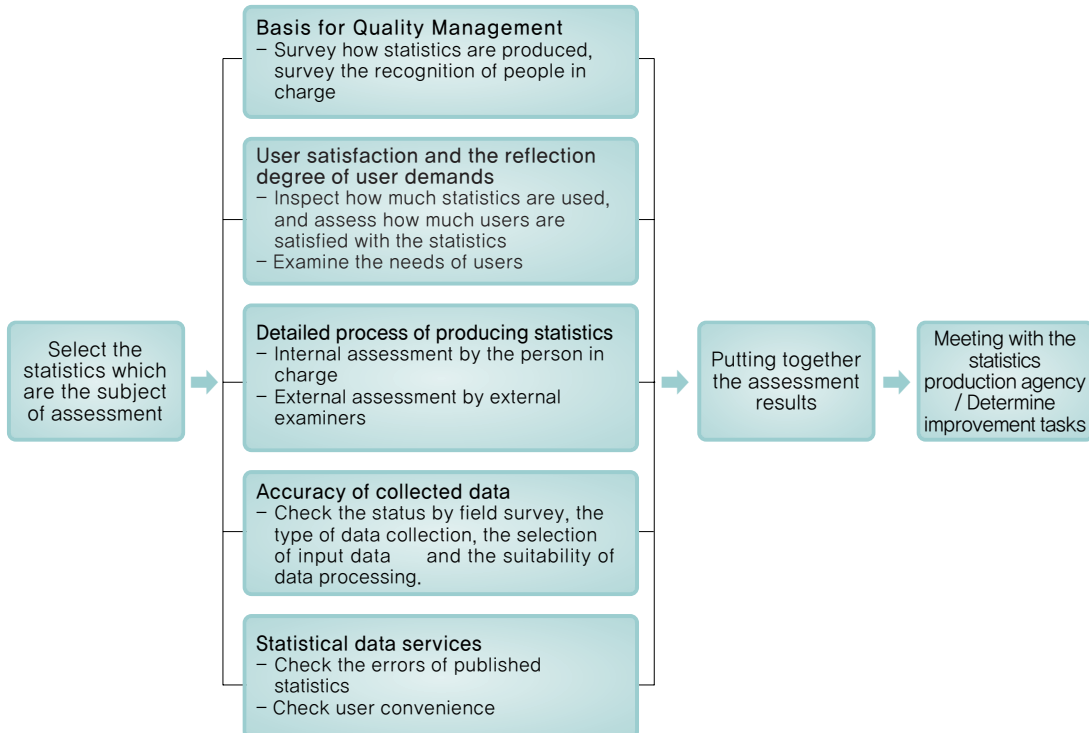 Select the
statistics which
are the subject
of assessment
Basis for Quality Management
– Survey how statistics are produced,
survey the recognition of people in
charge
User satisfaction and the reflection
degree of user demands
– Inspect how much statistics are used,
and assess how much users are
satisfied with the statistics
– Examine the needs of users
Detailed process of producing statistics
– Internal assessment by the person in
charge
– External assessment by external
examiners
Accuracy of collected data
– Check the status by field survey, the
type of data collection, the selection
of input data and the suitability of
data processing.
Statistical data services
– Check the errors of published
statistics
– Check user convenience
Putting together
the assessment
results
Meeting with the
statistics
production agency
/ Determine
improvement tasks